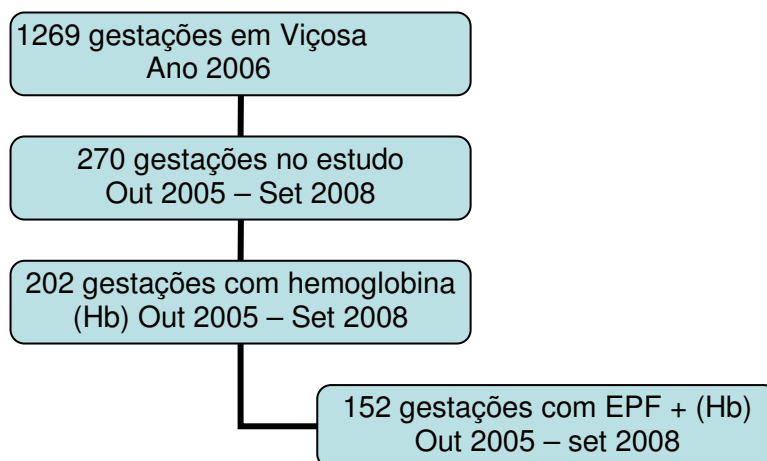 1269 gestações em Viçosa
Ano 2006
270 gestações no estudo
Out 2005 – Set 2008
202 gestações com hemoglobina
(Hb) Out 2005 – Set 2008
152 gestações com EPF + (Hb)
Out 2005 – set 2008